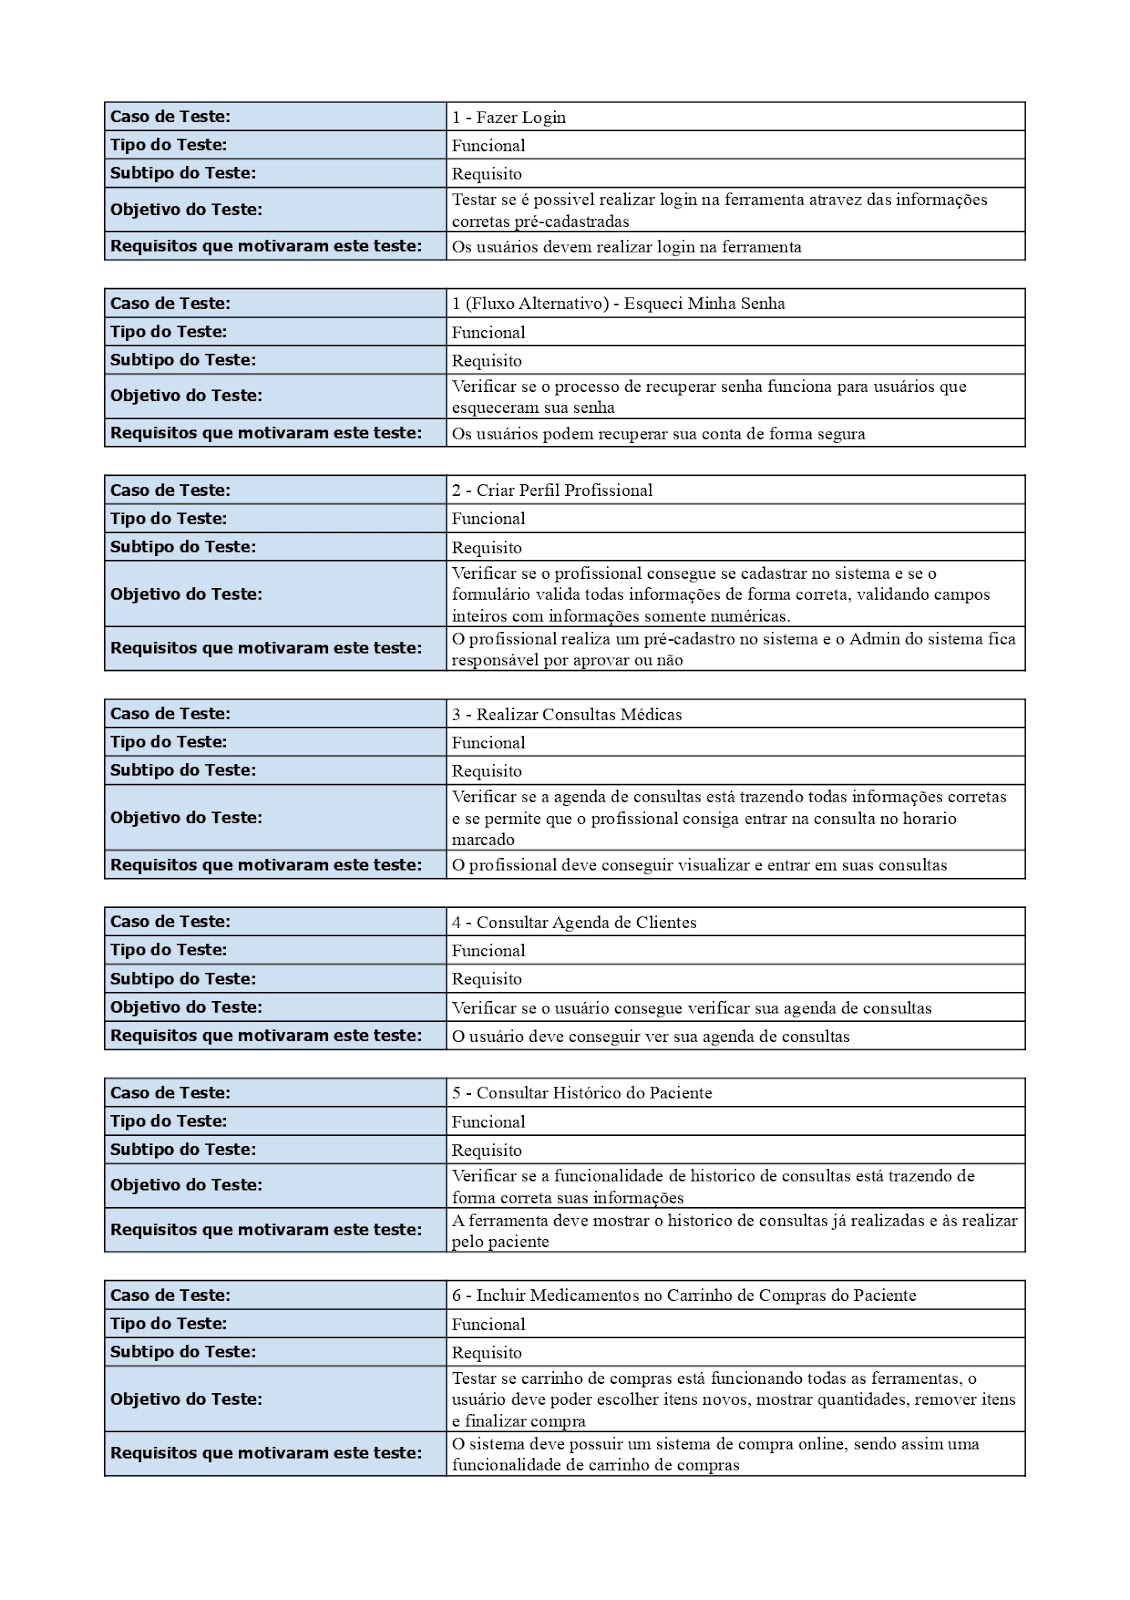 Caso de Teste: 1 - Fazer Login
Tipo do Teste: Funcional
Subtipo do Teste: Requisito
Objetivo do Teste: Testar se é possivel realizar login na ferramenta atravez das informações
corretas pré-cadastradas
Requisitos que motivaram este teste: Os usuários devem realizar login na ferramenta
Caso de Teste: 1 (Fluxo Alternativo) - Esqueci Minha Senha
Tipo do Teste: Funcional
Subtipo do Teste: Requisito
Objetivo do Teste: Verificar se o processo de recuperar senha funciona para usuários que
esqueceram sua senha
Requisitos que motivaram este teste: Os usuários podem recuperar sua conta de forma segura
Caso de Teste: 2 - Criar Perfil Profissional
Tipo do Teste: Funcional
Subtipo do Teste: Requisito
Objetivo do Teste: Verificar se o profissional consegue se cadastrar no sistema e se o
formulário valida todas informações de forma correta, validando campos
inteiros com informações somente numéricas.
Requisitos que motivaram este teste: O profissional realiza um pré-cadastro no sistema e o Admin do sistema fica
responsável por aprovar ou não
Caso de Teste: 3 - Realizar Consultas Médicas
Tipo do Teste: Funcional
Subtipo do Teste: Requisito
Objetivo do Teste: Verificar se a agenda de consultas está trazendo todas informações corretas
e se permite que o profissional consiga entrar na consulta no horario
marcado
Requisitos que motivaram este teste: O profissional deve conseguir visualizar e entrar em suas consultas
Caso de Teste: 4 - Consultar Agenda de Clientes
Tipo do Teste: Funcional
Subtipo do Teste: Requisito
Objetivo do Teste: Verificar se o usuário consegue verificar sua agenda de consultas
Requisitos que motivaram este teste: O usuário deve conseguir ver sua agenda de consultas
Caso de Teste: 5 - Consultar Histórico do Paciente
Tipo do Teste: Funcional
Subtipo do Teste: Requisito
Objetivo do Teste: Verificar se a funcionalidade de historico de consultas está trazendo de
forma correta suas informações
Requisitos que motivaram este teste: A ferramenta deve mostrar o historico de consultas já realizadas e às realizar
pelo paciente
Caso de Teste: 6 - Incluir Medicamentos no Carrinho de Compras do Paciente
Tipo do Teste: Funcional
Subtipo do Teste: Requisito
Objetivo do Teste: Testar se carrinho de compras está funcionando todas as ferramentas, o
usuário deve poder escolher itens novos, mostrar quantidades, remover itens
e finalizar compra
Requisitos que motivaram este teste: O sistema deve possuir um sistema de compra online, sendo assim uma
funcionalidade de carrinho de compras